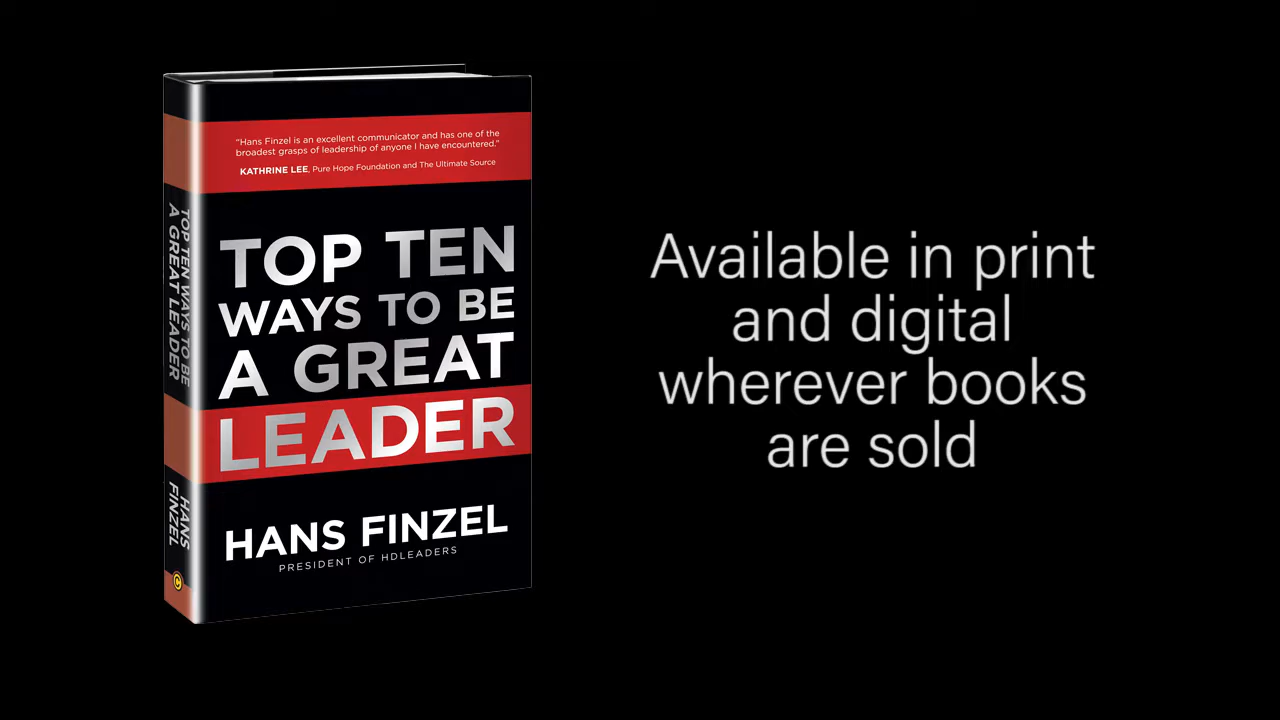 "Hans Finzel is an excellent communicator and has one of the
broadest grasps of leadership of anyone I have encountered."
KATHRINE LEE, Pure Hope Foundation and The Ultimate Source
TOP TEN
WAYS TO BE
A GREAT
LEADER
HANS FINZEL
PRESIDENT OF HDLEADERS
TOP TEN WAYS TO BE
A GREAT LEADER
HANS
FINZEL
C
Available in print
and digital
wherever books
are sold